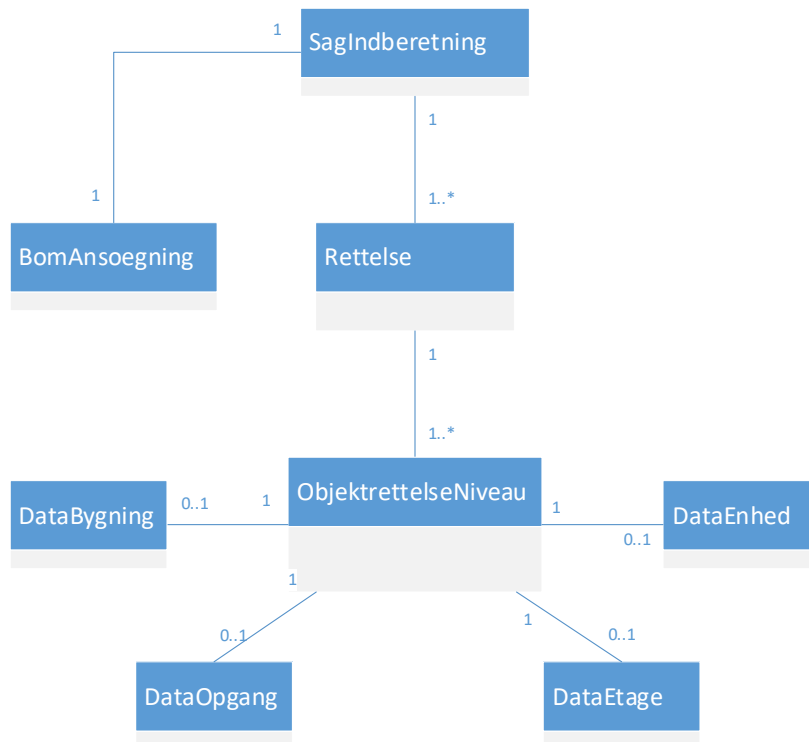 1
SagIndberetning
1
1
1..*
BomAnsoegning
Rettelse
1
1..*
ObjektrettelseNiveau
DataBygning
0..1
1
1
0..1
DataEnhed
1
0..1
1
0..1
DataOpgang
DataEtage